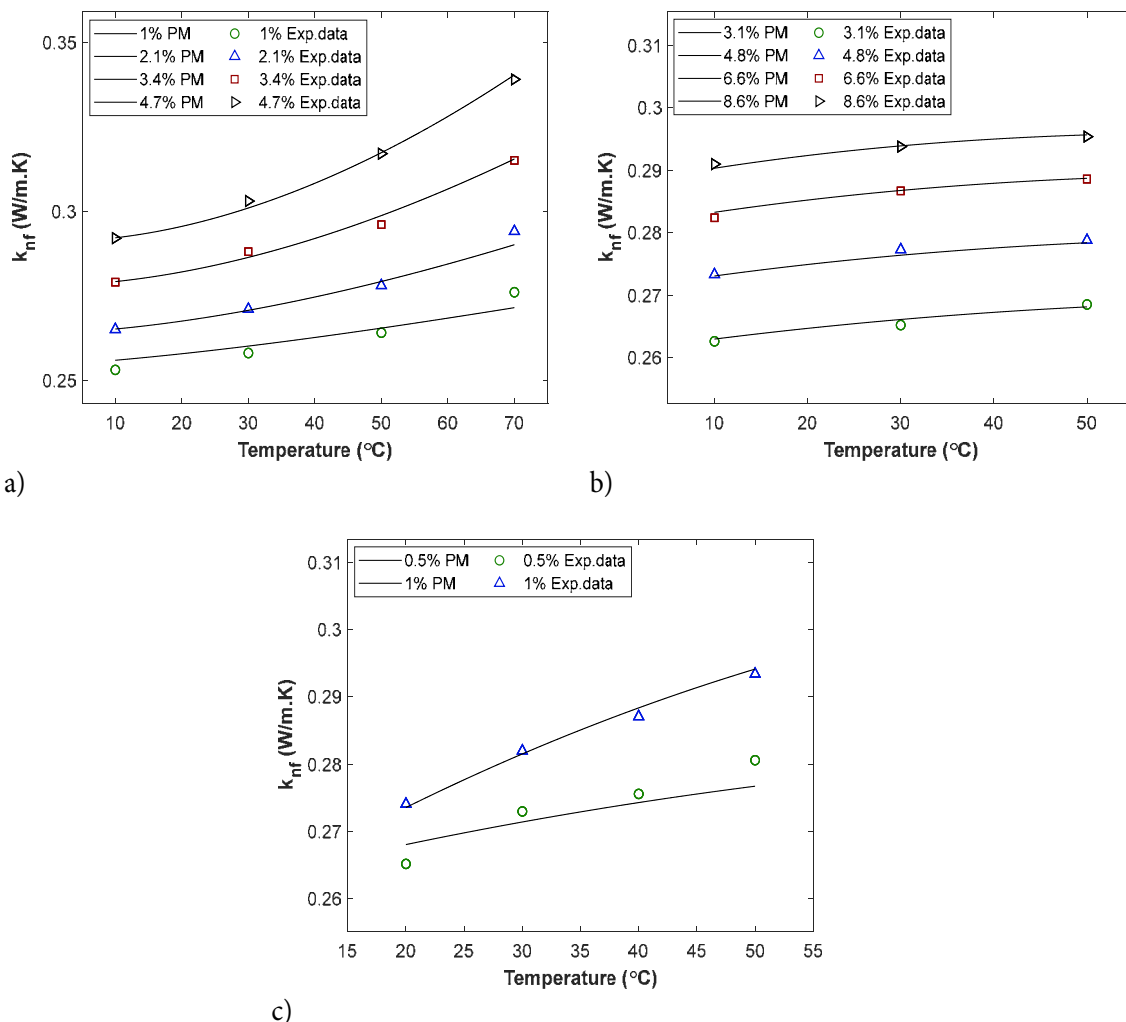 1% PM 1% Exp.data
2.1% PM 2.1% Exp.data
3.4% PM 3.4% Exp.data
4.7% PM 4.7% Exp.data
0.35
0.3
0.25
k_nf (W/m.K)
10 20 30 40 50 60 70
Temperature (°C)
a)
3.1% PM 3.1% Exp.data
4.8% PM 4.8% Exp.data
6.6% PM 6.6% Exp.data
8.6% PM 8.6% Exp.data
0.31
0.3
0.29
0.28
0.27
0.26
k_nf (W/m.K)
10 20 30 40 50
Temperature (°C)
b)
0.5% PM 0.5% Exp.data
1% PM 1% Exp.data
0.31
0.3
0.29
0.28
0.27
0.26
k_nf (W/m.K)
15 20 25 30 35 40 45 50 55
Temperature (°C)
c)